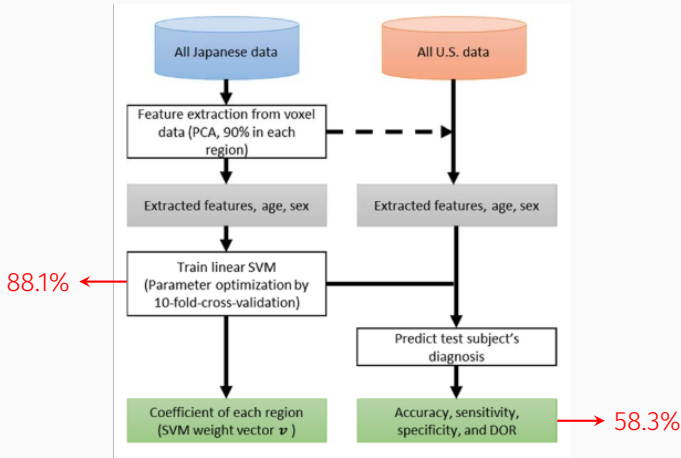 All Japanese data
All U.S. data
Feature extraction from voxel
data (PCA, 90% in each
region)
Extracted features, age, sex
Extracted features, age, sex
88.1%
Train linear SVM
(Parameter optimization by
10-fold-cross-validation)
Predict test subject's
diagnosis
Coefficient of each region
(SVM weight vector v )
Accuracy, sensitivity,
specificity, and DOR
58.3%